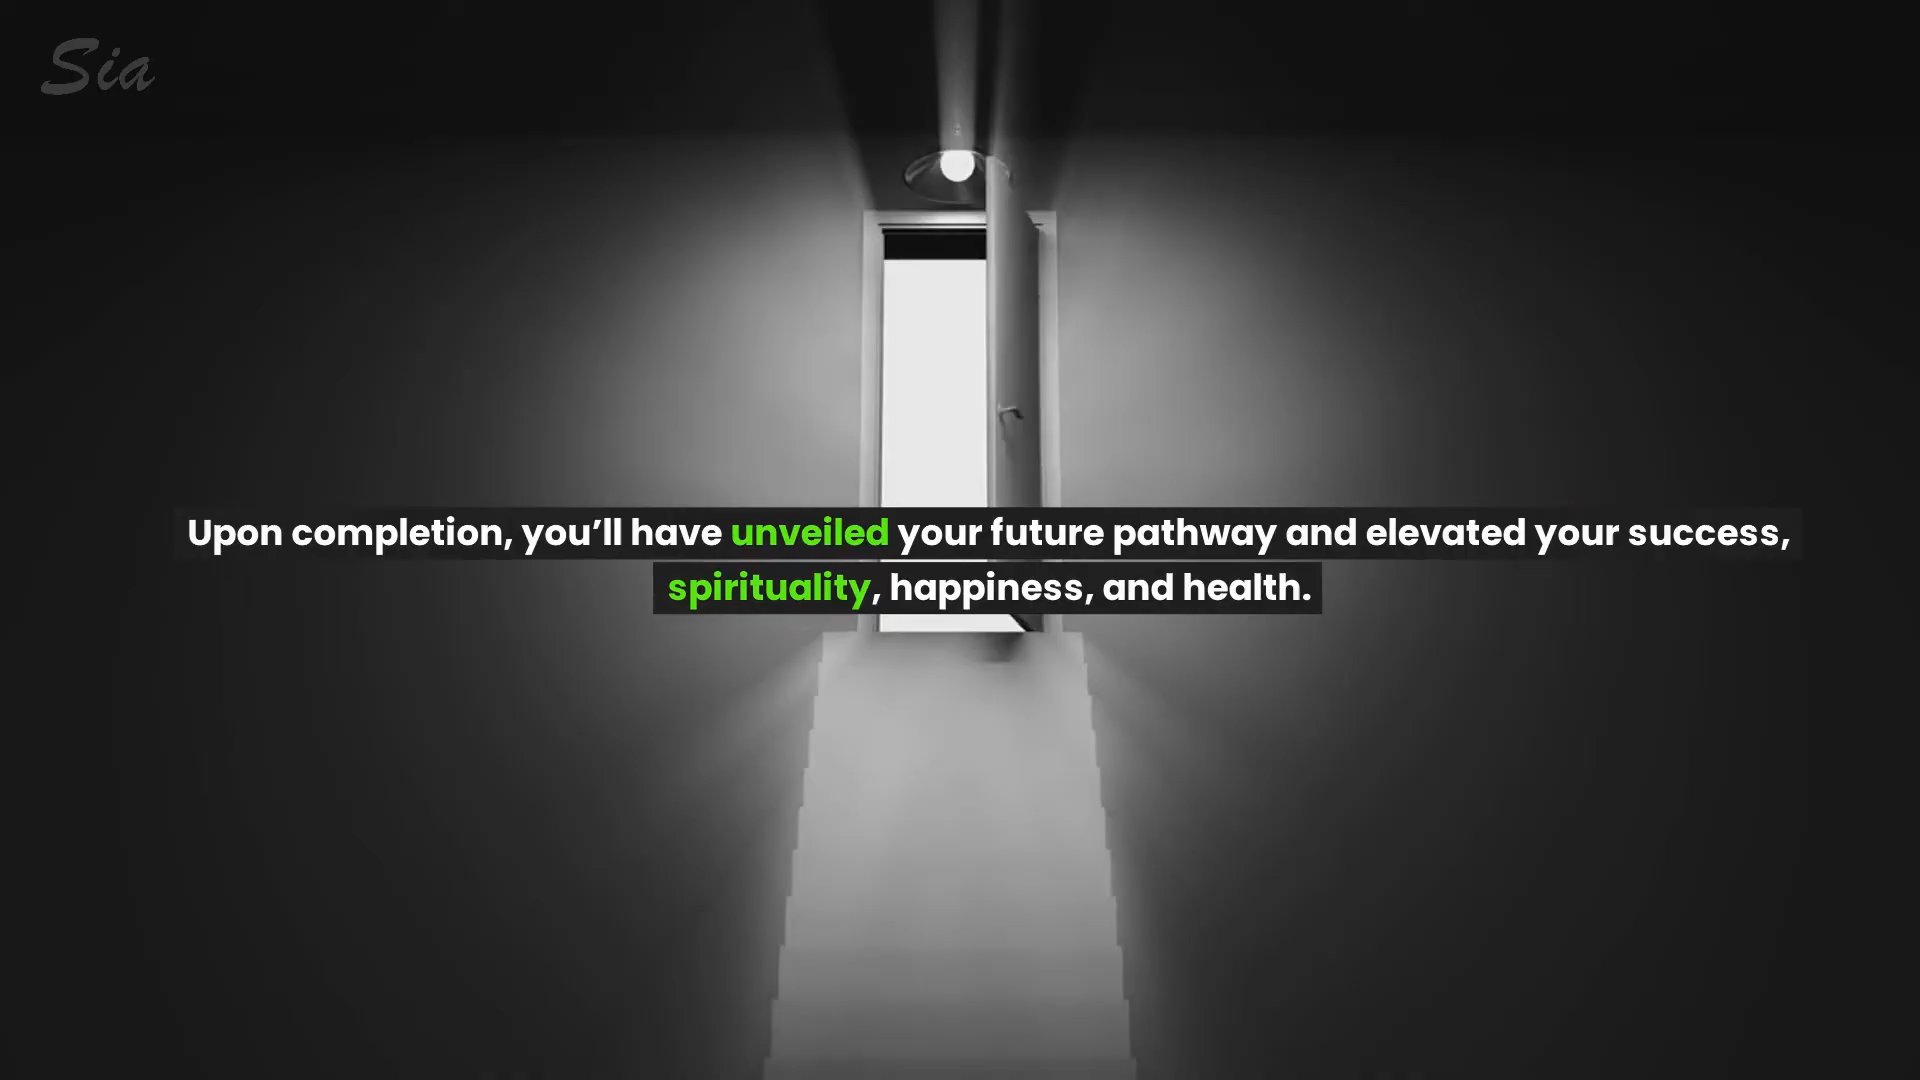 Sia
Upon completion, you’ll have unveiled your future pathway and elevated your success,
spirituality, happiness, and health.